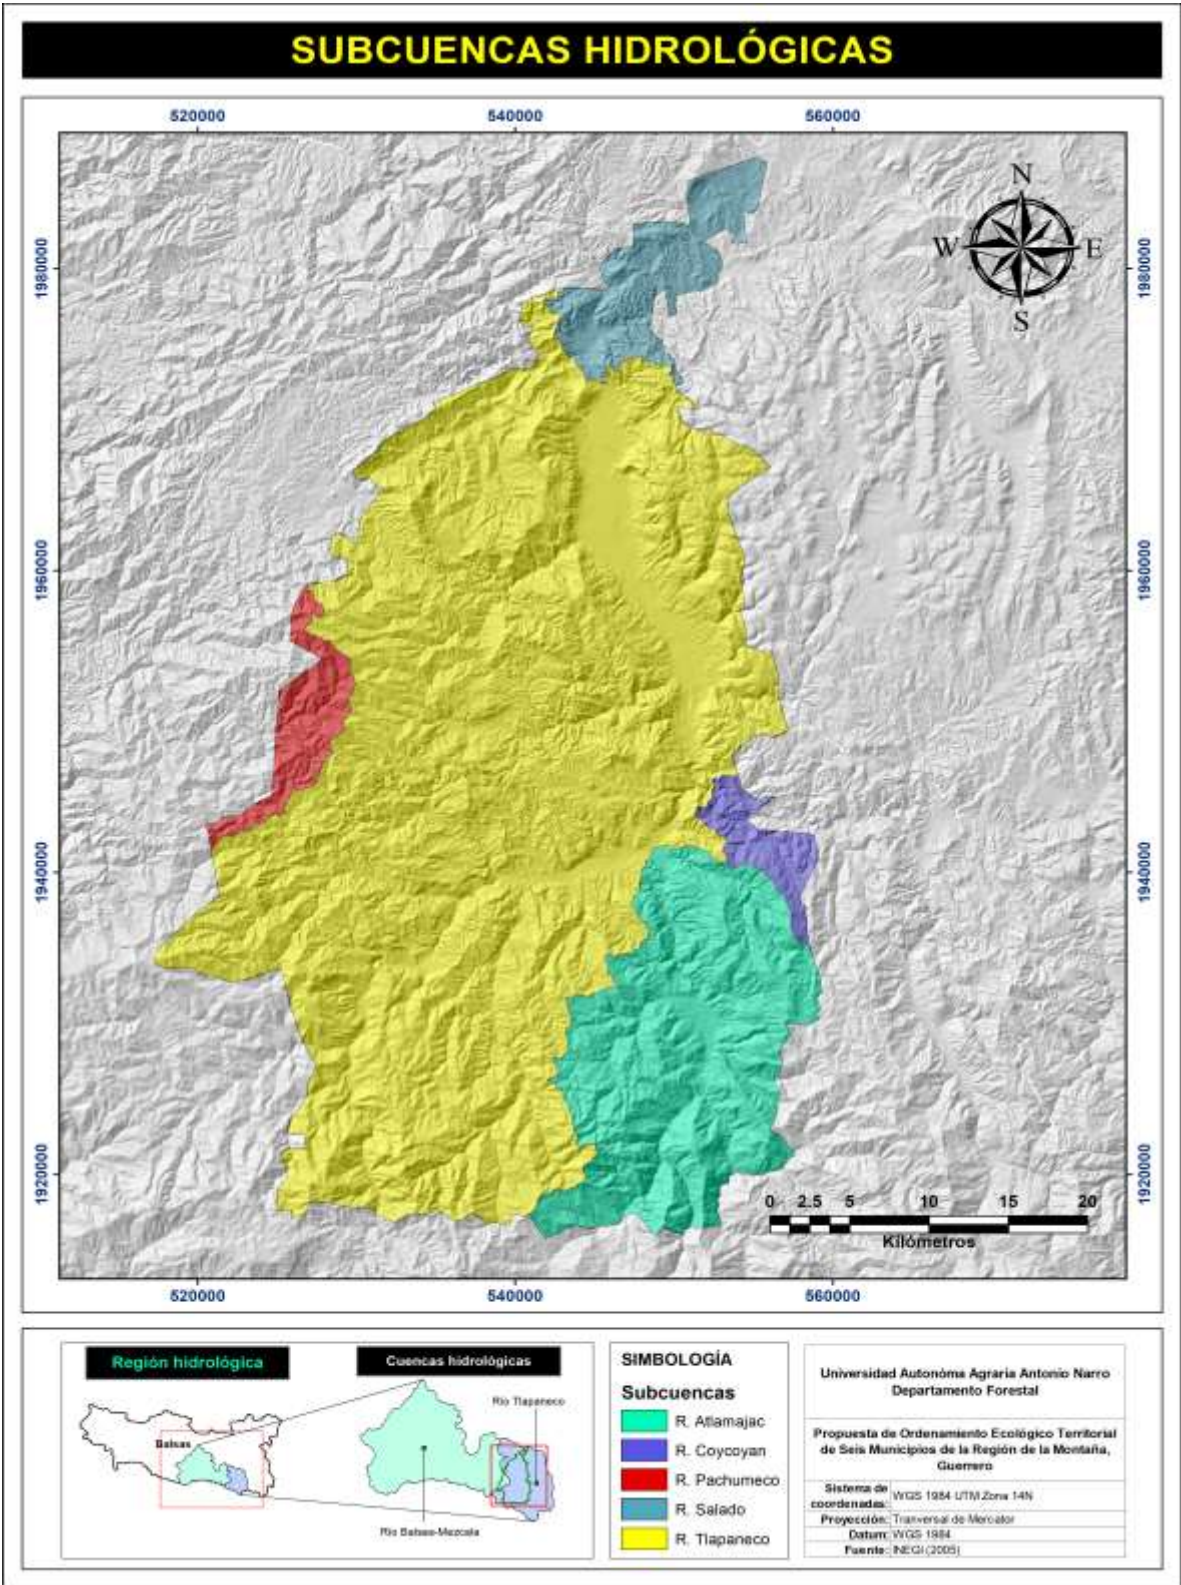 SUBCUENCAS HIDROLÓGICAS
520000 540000 560000
N
W E
S
1980000 1980000
1960000 1960000
1940000 1940000
1920000 1920000
0 2.5 5 10 15 20
Kilómetros
520000 540000 560000
Región hidrológica
Balsas
Cuencas hidrológicas
Río Tlapaneco
Río Balsas-Mezcala
SIMBOLOGÍA
Subcuencas
R. Atlamajac
R. Coycoyan
R. Pachumeco
R. Salado
R. Tlapaneco
Universidad Autonóma Agraria Antonio Narro
Departamento Forestal
Propuesta de Ordenamiento Ecológico Territorial
de Seis Municipios de la Región de la Montaña,
Guerrero
Sistema de
coordenadas: WGS 1984 UTM Zona 14N
Proyección: Tranversal de Mercator
Datum: WGS 1984
Fuente: INEGI (2005)